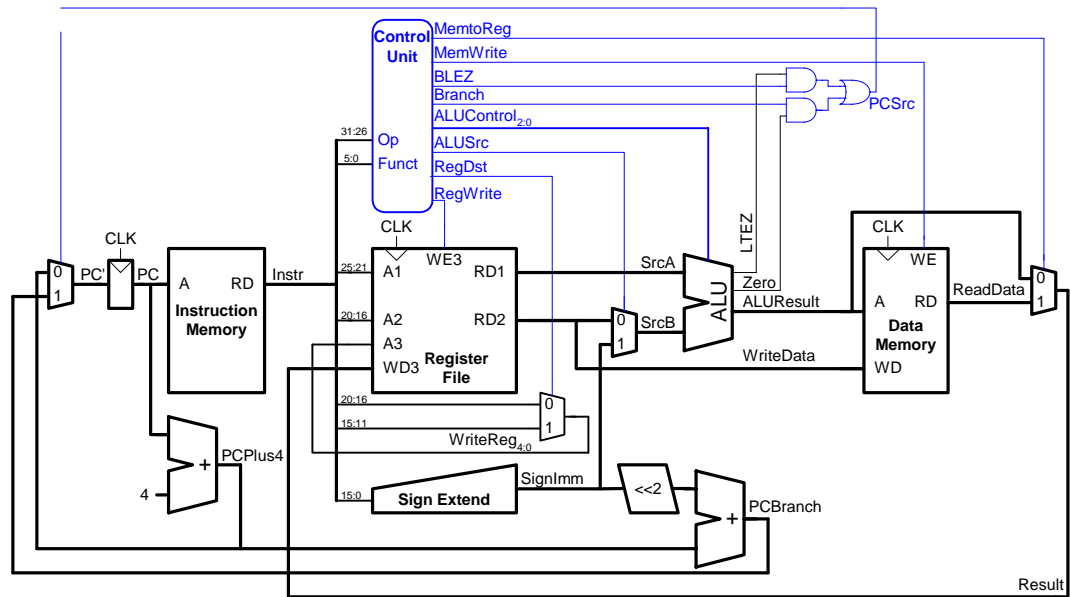 Control
Unit
MemtoReg
MemWrite
BLEZ
Branch
ALUControl2:0
ALUSrc
RegDst
RegWrite
PCSrc
31:26
Op
5:0
Funct
LTEZ
CLK
CLK
CLK
0
1
PC'
PC
A
RD
Instruction
Memory
Instr
25:21
A1
WE3
RD1
20:16
A2
RD2
A3
WD3
Register
File
SrcA
0
1
SrcB
ALU
Zero
ALUResult
WriteData
WE
A
RD
Data
Memory
WD
ReadData
0
1
20:16
15:11
0
1
WriteReg4:0
PCPlus4
+
4
15:0
Sign Extend
SignImm
<<2
+
PCBranch
Result